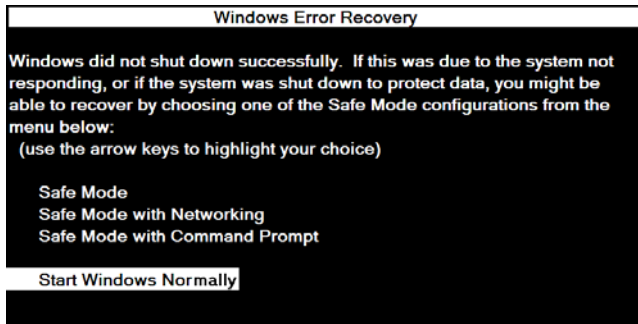 Windows Error Recovery
Windows did not shut down successfully. If this was due to the system not
responding, or if the system was shut down to protect data, you might be
able to recover by choosing one of the Safe Mode configurations from the
menu below:
(use the arrow keys to highlight your choice)
Safe Mode
Safe Mode with Networking
Safe Mode with Command Prompt
Start Windows Normally